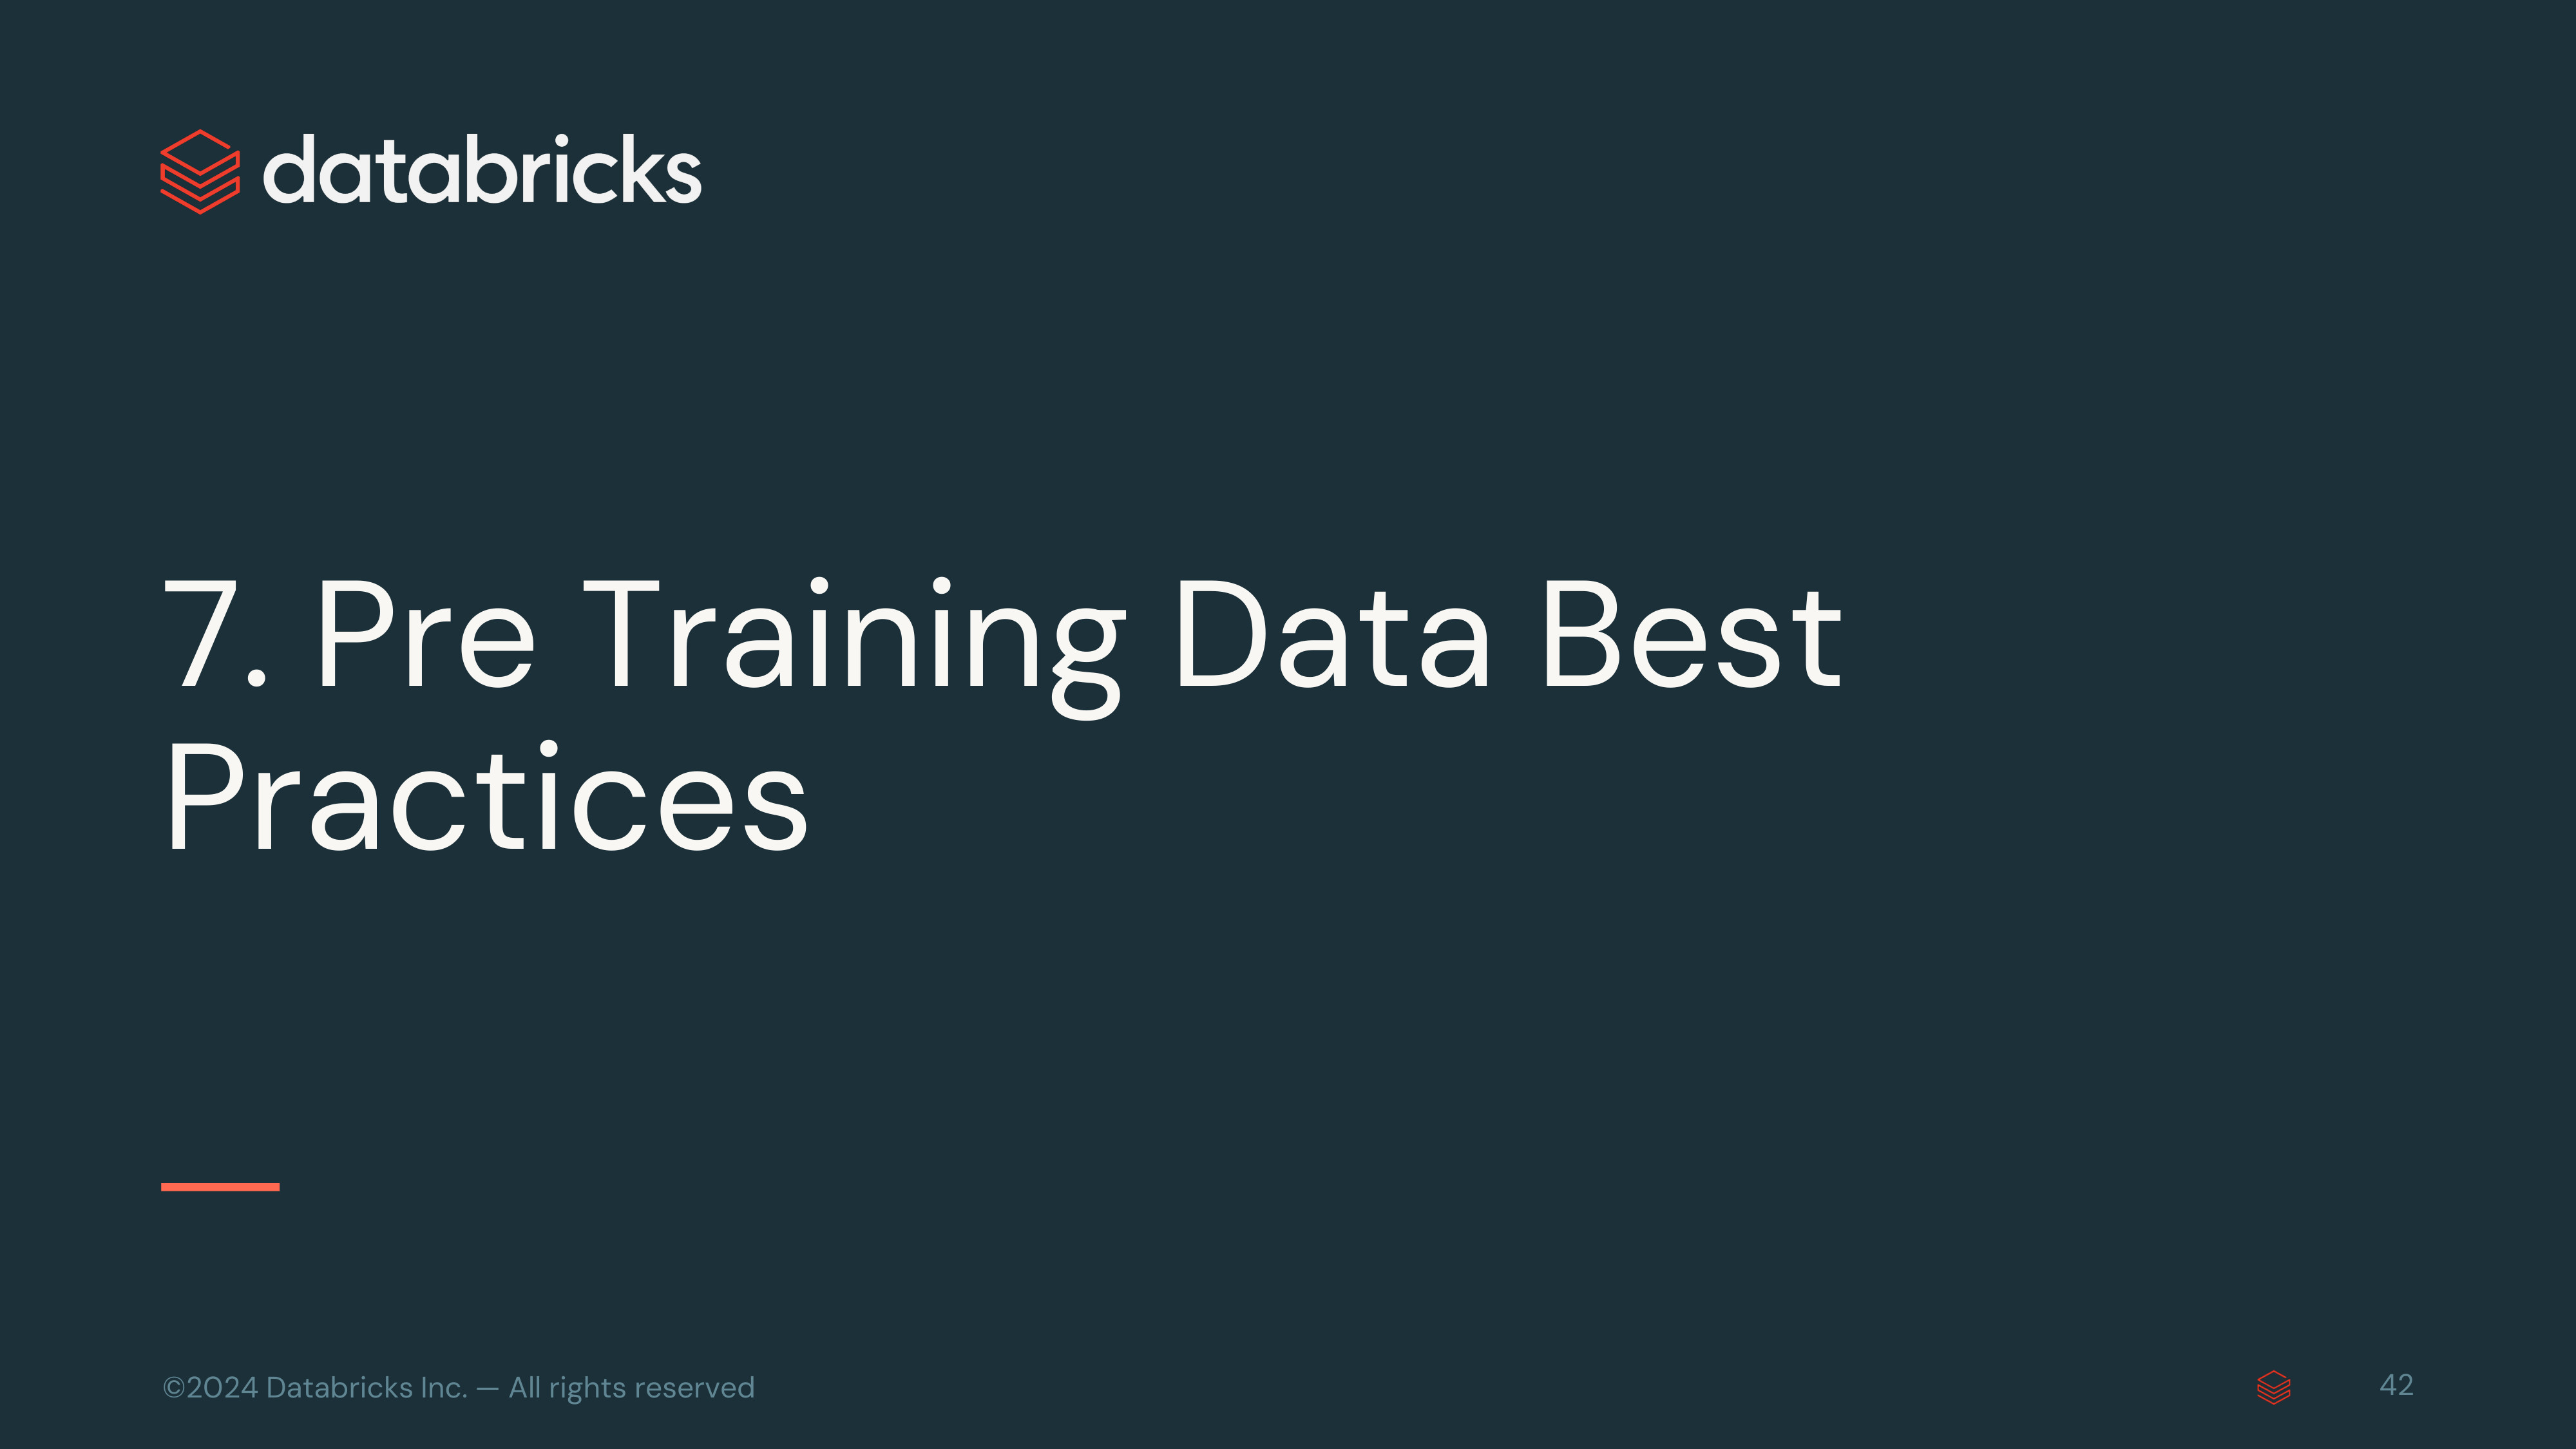 databricks
7. Pre Training Data Best
Practices
©2024 Databricks Inc. — All rights reserved
42